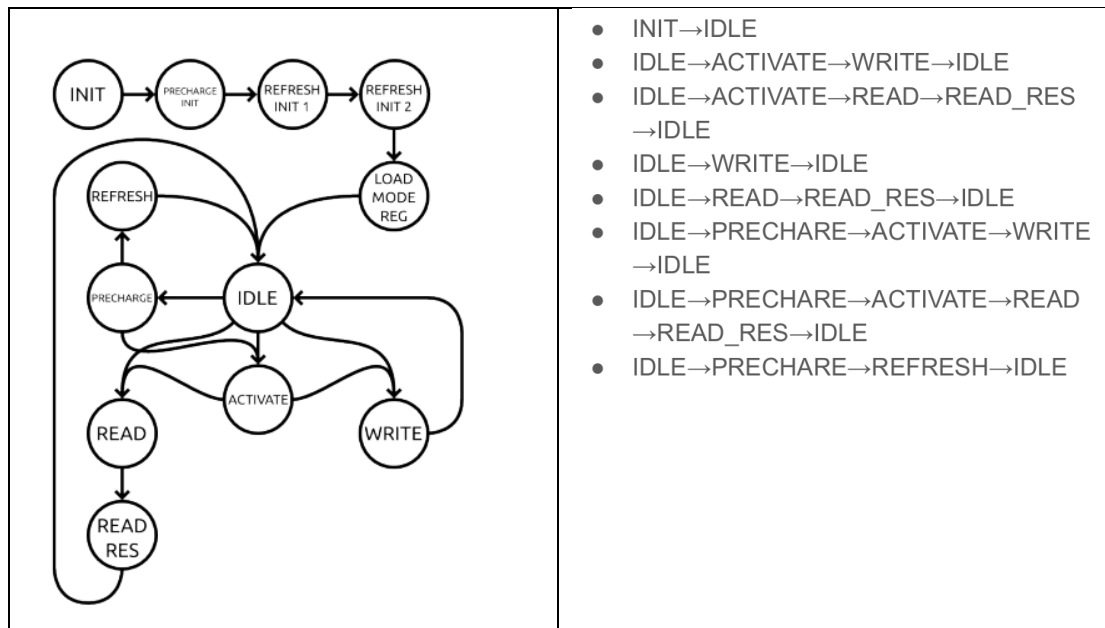 INIT
PRECHARGE
INIT
REFRESH
INIT 1
REFRESH
INIT 2
REFRESH
LOAD
MODE
REG
PRECHARGE
IDLE
ACTIVATE
READ
WRITE
READ
RES
● INIT→IDLE
● IDLE→ACTIVATE→WRITE→IDLE
● IDLE→ACTIVATE→READ→READ_RES
→IDLE
● IDLE→WRITE→IDLE
● IDLE→READ→READ_RES→IDLE
● IDLE→PRECHARE→ACTIVATE→WRITE
→IDLE
● IDLE→PRECHARE→ACTIVATE→READ
→READ_RES→IDLE
● IDLE→PRECHARE→REFRESH→IDLE